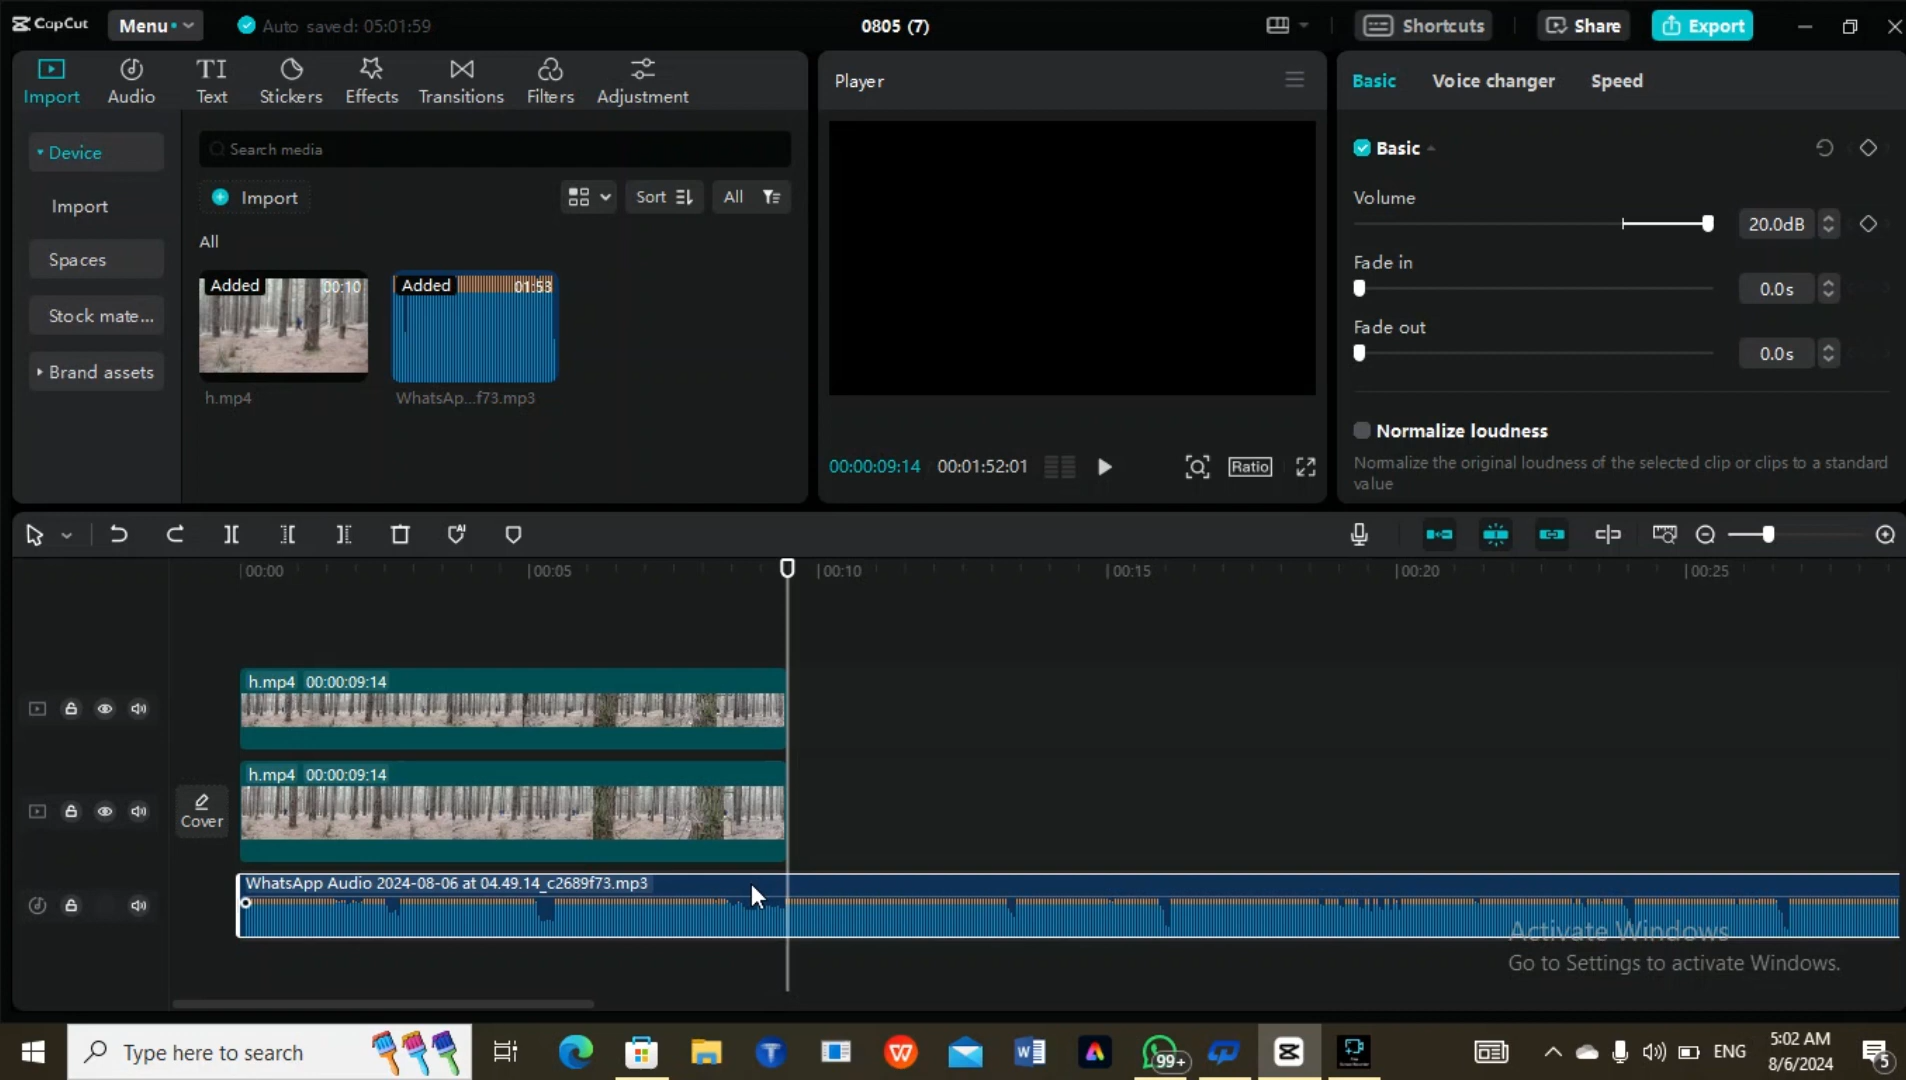 CapCut
Menu
Auto saved: 05:01:59
0805 (7)
Shortcuts
Share
Export
Import
Audio
TI
Text
Stickers
Effects
Transitions
Filters
Adjustment
Player
Basic
Voice changer
Speed
Device
Import
Spaces
Stock mate...
Brand assets
Search media
Import
Sort
All
All
Added
00:10
Added
01:53
h.mp4
WhatsAp...f73.mp3
00:00:09:14
00:01:52:01
Ratio
Basic
Volume
20.0dB
Fade in
0.0s
Fade out
0.0s
Normalize loudness
Normalize the original loudness of the selected clip or clips to a standard
value
00:00
00:05
00:10
00:15
00:20
00:25
h.mp4 00:00:09:14
h.mp4 00:00:09:14
Cover
WhatsApp Audio 2024-08-06 at 04.49.14_c2689f73.mp3
Activate Windows
Go to Settings to activate Windows.
Type here to search
99+
ENG
5:02 AM
8/6/2024
5